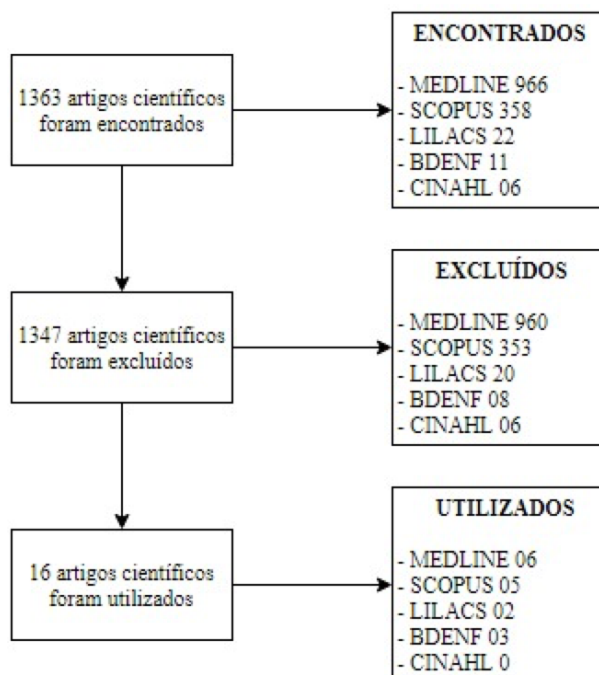 1363 artigos científicos
foram encontrados
ENCONTRADOS
- MEDLINE 966
- SCOPUS 358
- LILACS 22
- BDENF 11
- CINAHL 06
1347 artigos científicos
foram excluídos
EXCLUÍDOS
- MEDLINE 960
- SCOPUS 353
- LILACS 20
- BDENF 08
- CINAHL 06
16 artigos científicos
foram utilizados
UTILIZADOS
- MEDLINE 06
- SCOPUS 05
- LILACS 02
- BDENF 03
- CINAHL 0